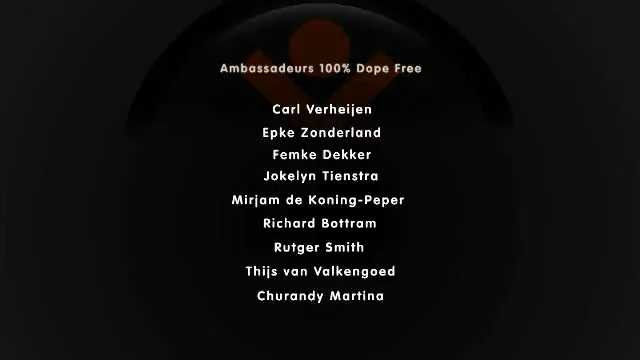 Ambassadeurs 100% Dope Free
Carl Verheijen
Epke Zonderland
Femke Dekker
Jokelyn Tienstra
Mirjam de Koning-Peper
Richard Bottram
Rutger Smith
Thijs van Valkengoed
Churandy Martina